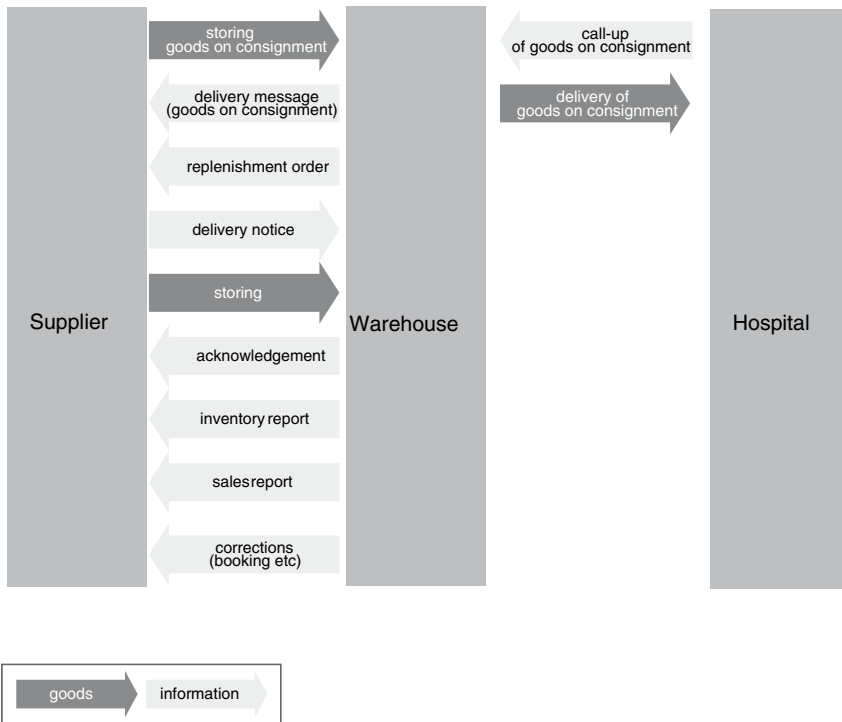 storing
goods on consignment
call-up
of goods on consignment
delivery message
(goods on consignment)
delivery of
goods on consignment
replenishment order
delivery notice
storing
Supplier
Warehouse
Hospital
acknowledgement
inventory report
sales report
corrections
(booking etc)
goods
information